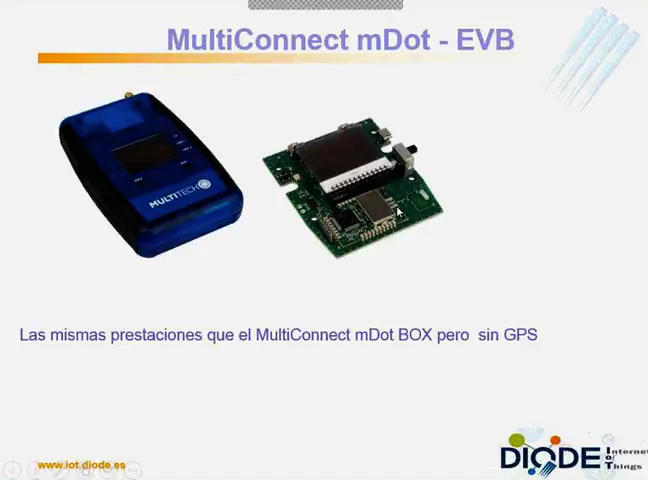 MultiConnect mDot - EVB
MULTITECH
Las mismas prestaciones que el MultiConnect mDot BOX pero sin GPS
www.iot.diode.es
DIODE
Internet
of
Things